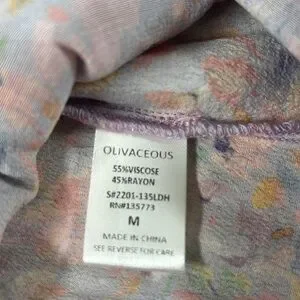 OLIVACEOUS
55%VISCOSE
45%RAYON
S#2201-135LDH
RN#135773
M
MADE IN CHINA
SEE REVERSE FOR CARE